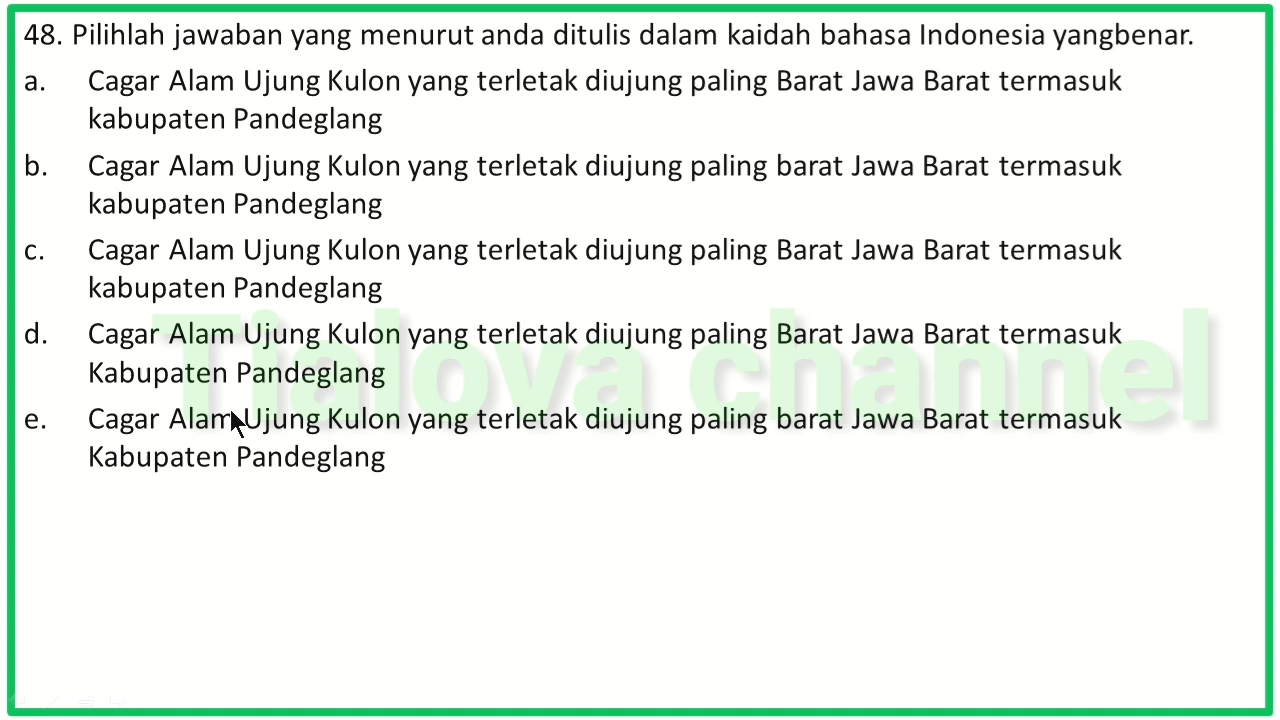 48. Pilihlah jawaban yang menurut anda ditulis dalam kaidah bahasa Indonesia yangbenar.
a. Cagar Alam Ujung Kulon yang terletak diujung paling Barat Jawa Barat termasuk
kabupaten Pandeglang
b. Cagar Alam Ujung Kulon yang terletak diujung paling barat Jawa Barat termasuk
kabupaten Pandeglang
c. Cagar Alam Ujung Kulon yang terletak diujung paling Barat Jawa Barat termasuk
kabupaten Pandeglang
d. Cagar Alam Ujung Kulon yang terletak diujung paling Barat Jawa Barat termasuk
Kabupaten Pandeglang
e. Cagar Alam Ujung Kulon yang terletak diujung paling barat Jawa Barat termasuk
Kabupaten Pandeglang
Tialova channel